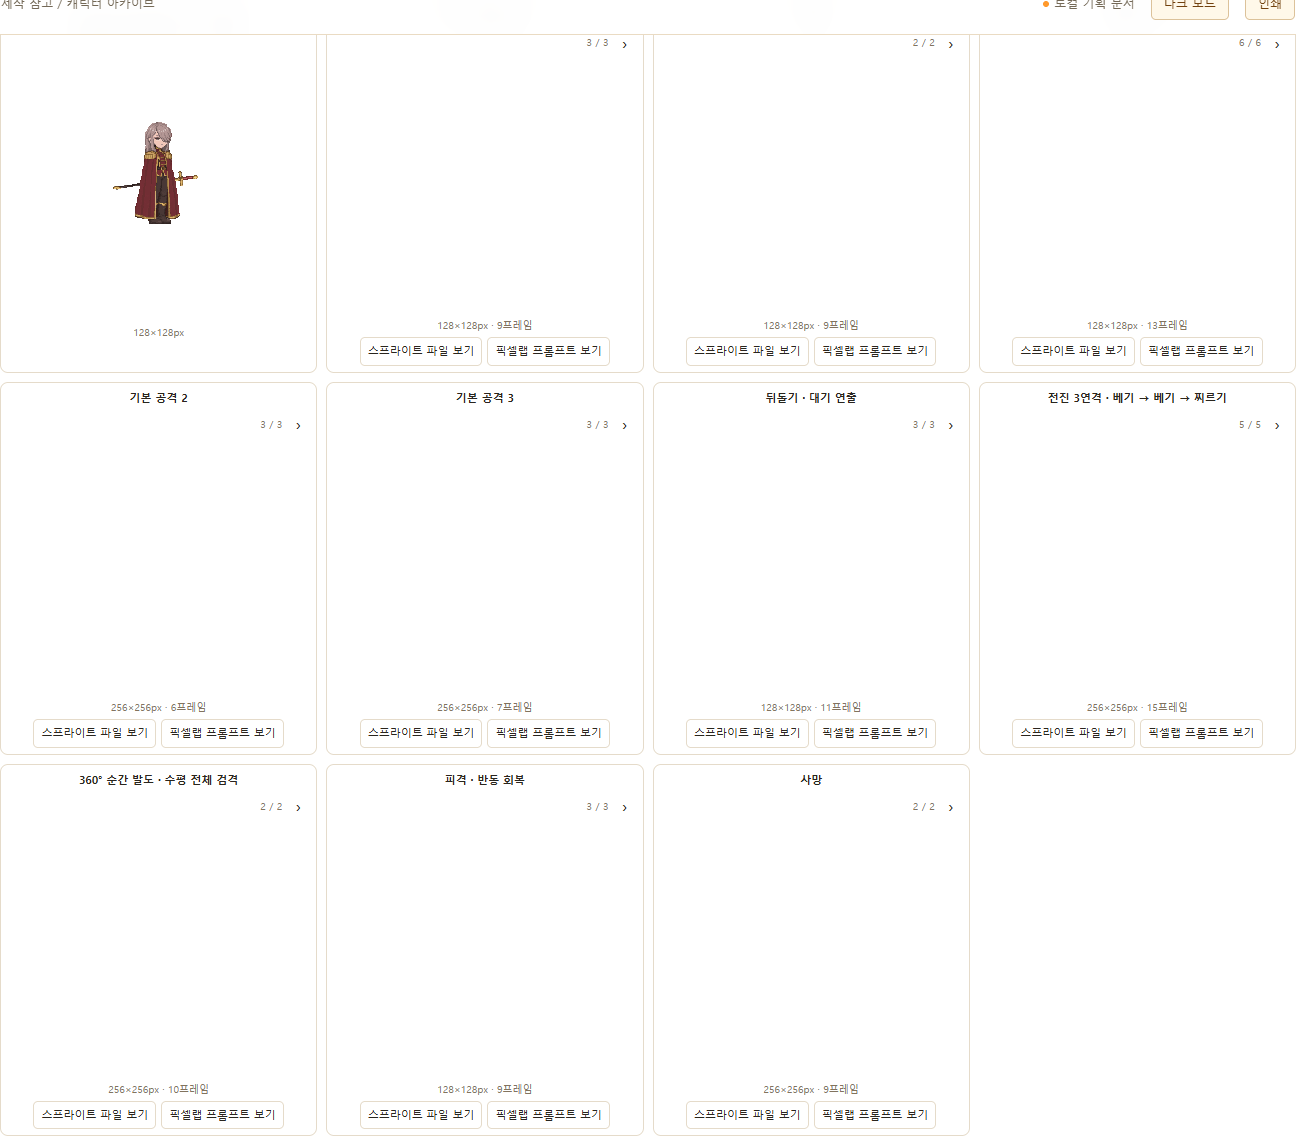 제작 참고 / 캐릭터 아카이브
로컬 기획 문서
다크 모드
인쇄
3 / 3 ›
2 / 2 ›
6 / 6 ›
128×128px
128×128px · 9프레임
스프라이트 파일 보기 픽셀랩 프롬프트 보기
128×128px · 9프레임
스프라이트 파일 보기 픽셀랩 프롬프트 보기
128×128px · 13프레임
스프라이트 파일 보기 픽셀랩 프롬프트 보기
기본 공격 2
3 / 3 ›
256×256px · 6프레임
스프라이트 파일 보기 픽셀랩 프롬프트 보기
기본 공격 3
3 / 3 ›
256×256px · 7프레임
스프라이트 파일 보기 픽셀랩 프롬프트 보기
뒤돌기 · 대기 연출
3 / 3 ›
128×128px · 11프레임
스프라이트 파일 보기 픽셀랩 프롬프트 보기
전진 3연격 · 베기 → 베기 → 찌르기
5 / 5 ›
256×256px · 15프레임
스프라이트 파일 보기 픽셀랩 프롬프트 보기
360° 순간 발도 · 수평 전체 검격
2 / 2 ›
256×256px · 10프레임
스프라이트 파일 보기 픽셀랩 프롬프트 보기
피격 · 반동 회복
3 / 3 ›
128×128px · 9프레임
스프라이트 파일 보기 픽셀랩 프롬프트 보기
사망
2 / 2 ›
256×256px · 9프레임
스프라이트 파일 보기 픽셀랩 프롬프트 보기